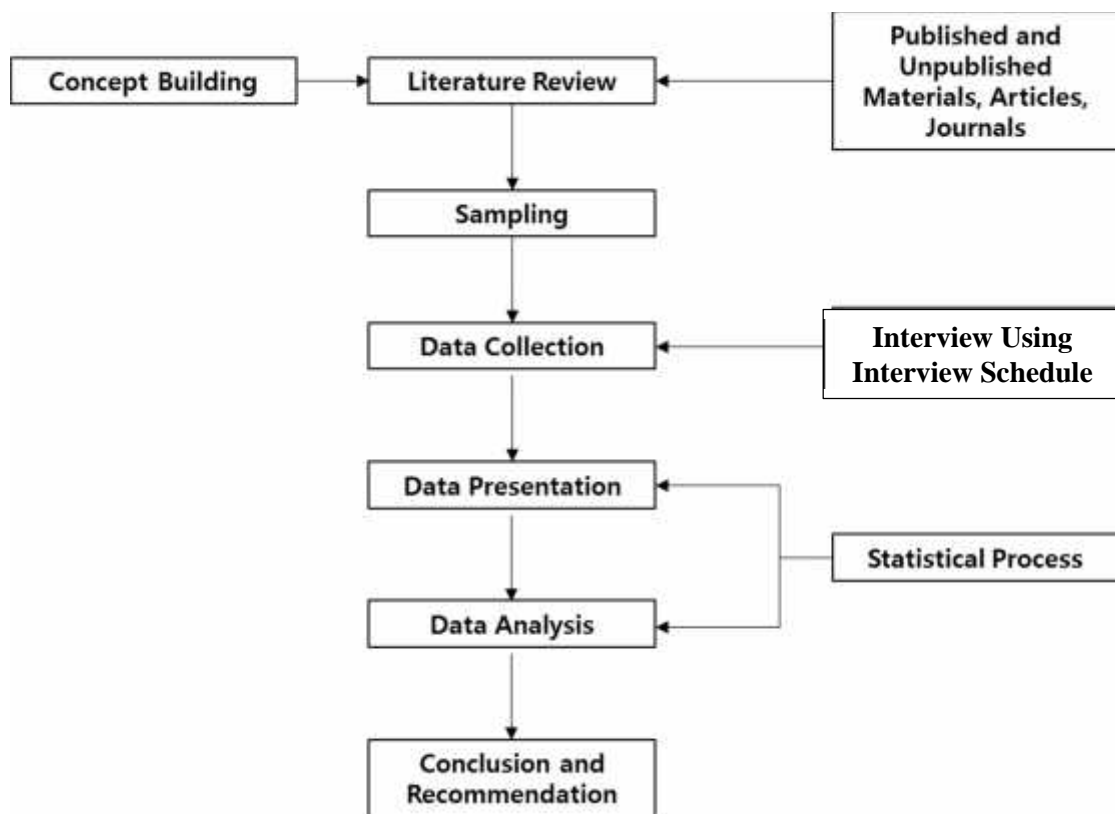 Concept Building
Literature Review
Published and
Unpublished
Materials, Articles,
Journals
Sampling
Data Collection
Interview Using
Interview Schedule
Data Presentation
Statistical Process
Data Analysis
Conclusion and
Recommendation